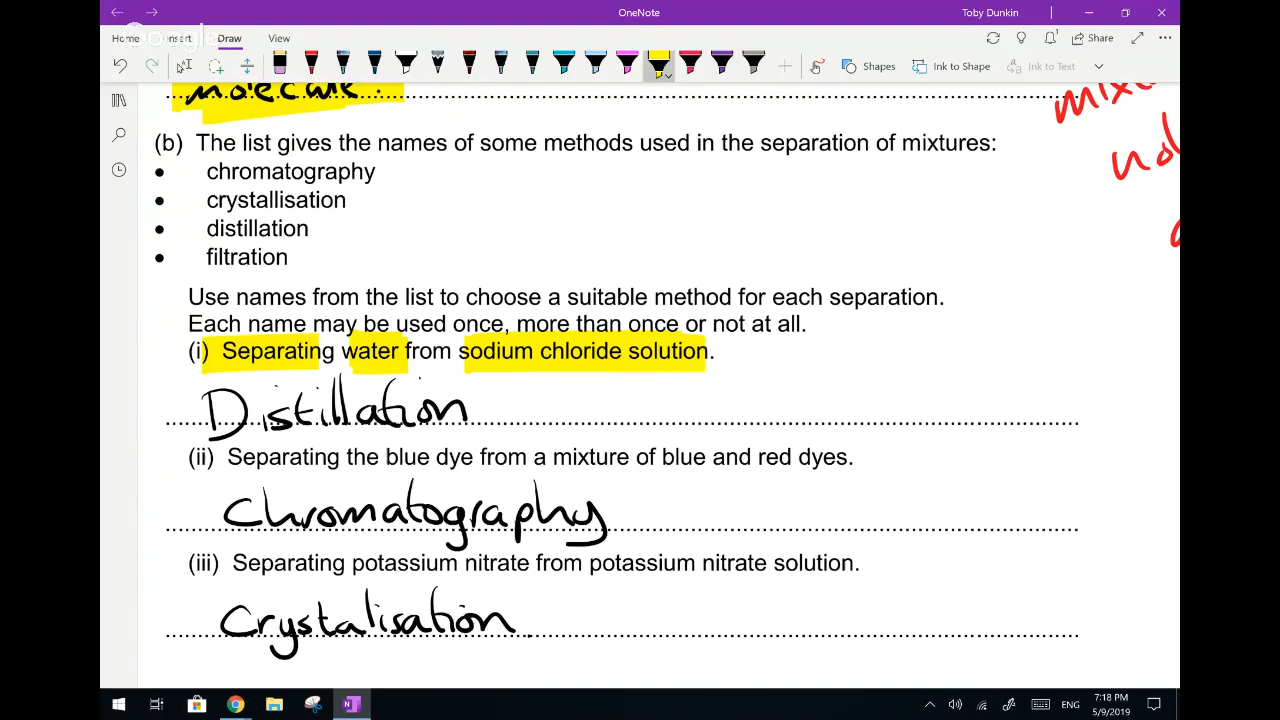 OneNote
Toby Dunkin
Google
Home Insert Draw View
Share
Shapes Ink to Shape Ink to Text
molecule.
(b) The list gives the names of some methods used in the separation of mixtures:
• chromatography
• crystallisation
• distillation
• filtration
Use names from the list to choose a suitable method for each separation.
Each name may be used once, more than once or not at all.
(i) Separating water from sodium chloride solution.
Distillation
(ii) Separating the blue dye from a mixture of blue and red dyes.
Chromatography
(iii) Separating potassium nitrate from potassium nitrate solution.
Crystalisation
ENG
7:18 PM
5/9/2019